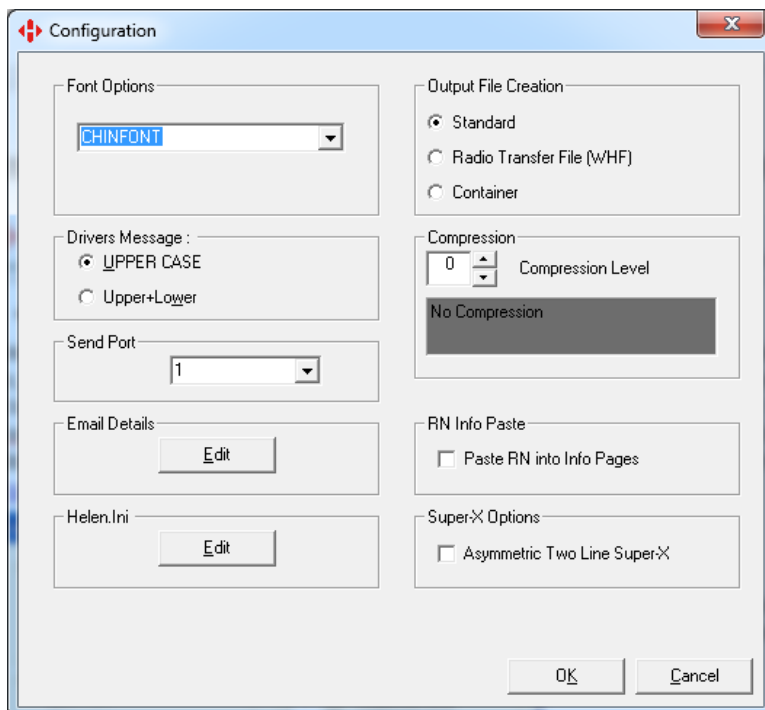 Configuration
Font Options
CHINFONT
Drivers Message :
UPPER CASE
Upper+Lower
Send Port
1
Email Details
Edit
Helen.Ini
Edit
Output File Creation
Standard
Radio Transfer File (WHF)
Container
Compression
0 Compression Level
No Compression
RN Info Paste
Paste RN into Info Pages
Super-X Options
Asymmetric Two Line Super-X
OK Cancel